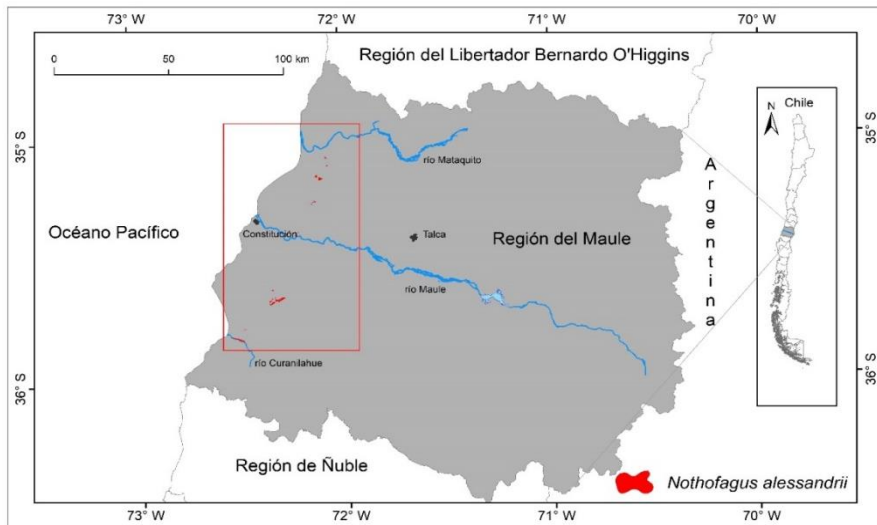 73° W
72° W
71° W
70° W
0
50
100 km
Región del Libertador Bernardo O'Higgins
Chile
N
35° S
35° S
río Mataquito
Océano Pacífico
Constitución
Talca
Región del Maule
Argentina
río Maule
río Curanilahue
36° S
36° S
Región de Ñuble
Nothofagus alessandrii
73° W
72° W
71° W
70° W